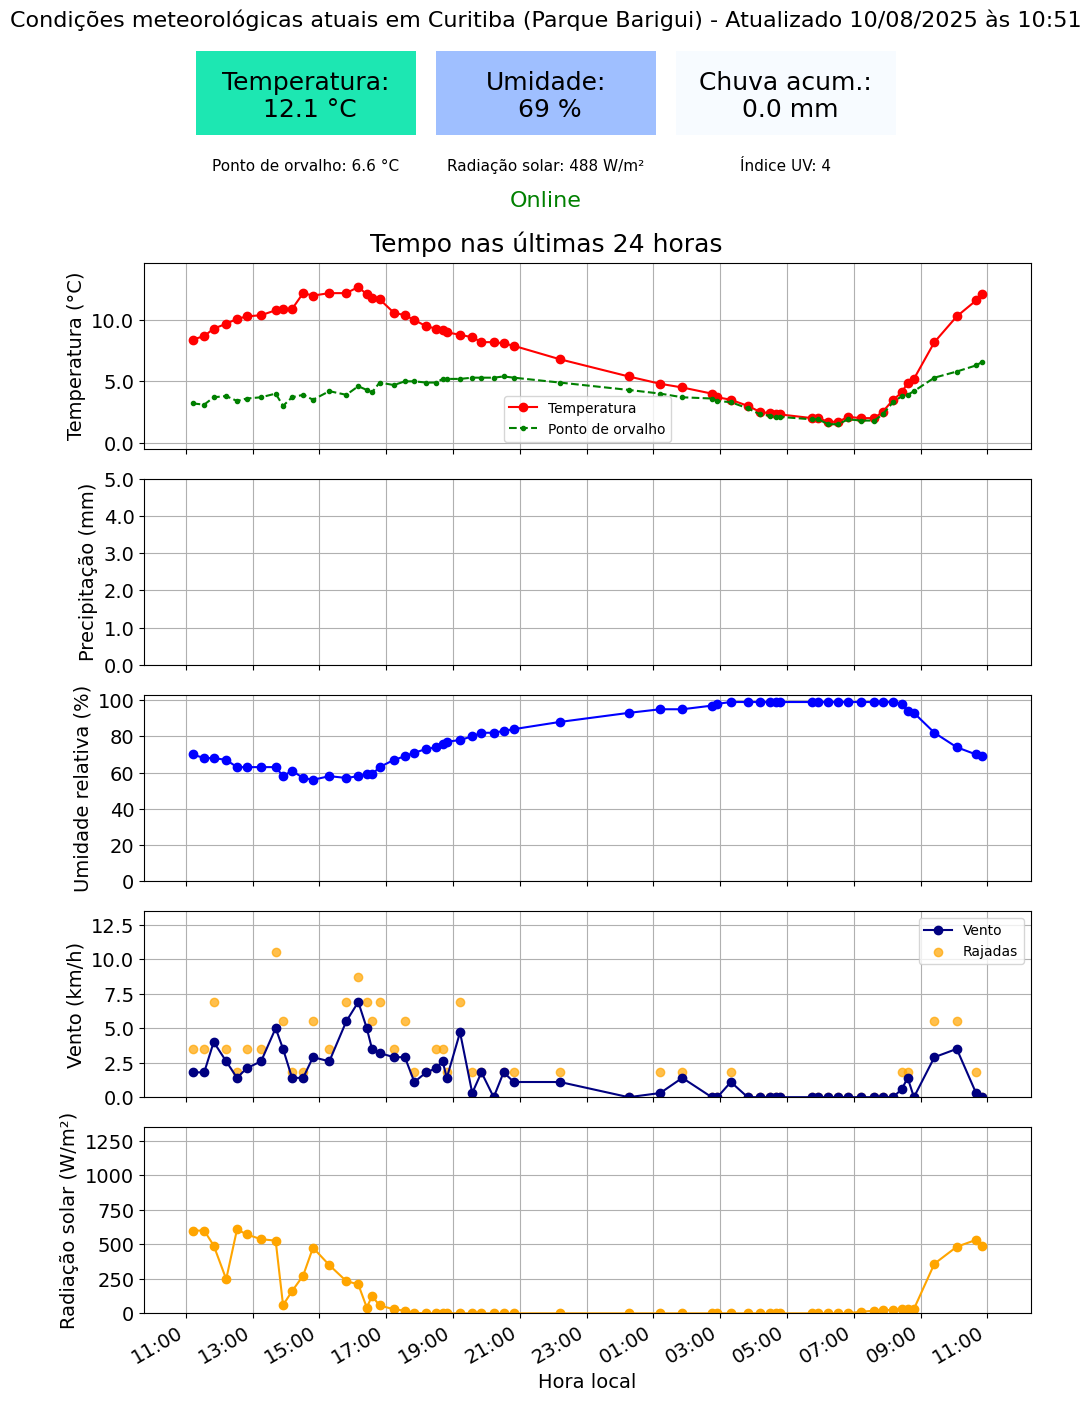 Condições meteorológicas atuais em Curitiba (Parque Barigui) - Atualizado 10/08/2025 às 10:51
Temperatura:
12.1 °C
Umidade:
69 %
Chuva acum.:
0.0 mm
Ponto de orvalho: 6.6 °C
Radiação solar: 488 W/m²
Índice UV: 4
Online
Tempo nas últimas 24 horas
Temperatura (°C)
10.0
5.0
0.0
Temperatura
Ponto de orvalho
Precipitação (mm)
5.0
4.0
3.0
2.0
1.0
0.0
Umidade relativa (%)
100
80
60
40
20
0
Vento (km/h)
12.5
10.0
7.5
5.0
2.5
0.0
Vento
Rajadas
Radiação solar (W/m²)
1250
1000
750
500
250
0
11:00
13:00
15:00
17:00
19:00
21:00
23:00
01:00
03:00
05:00
07:00
09:00
11:00
Hora local